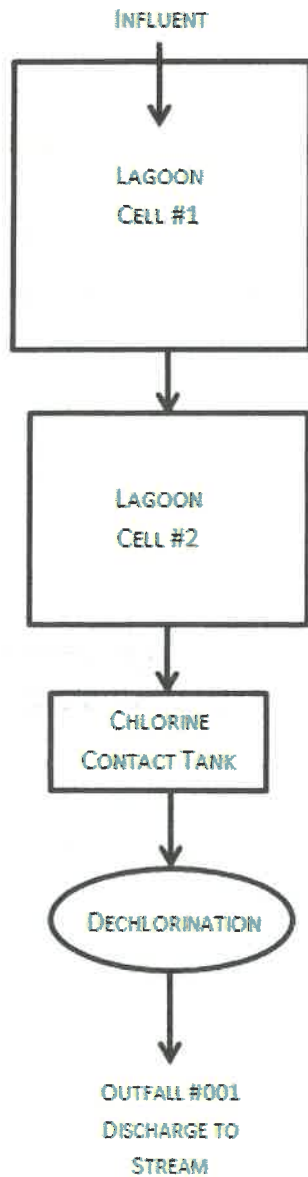 INFLUENT
LAGOON
CELL #1
LAGOON
CELL #2
CHLORINE
CONTACT TANK
DECHLORINATION
OUTFALL #001
DISCHARGE TO
STREAM